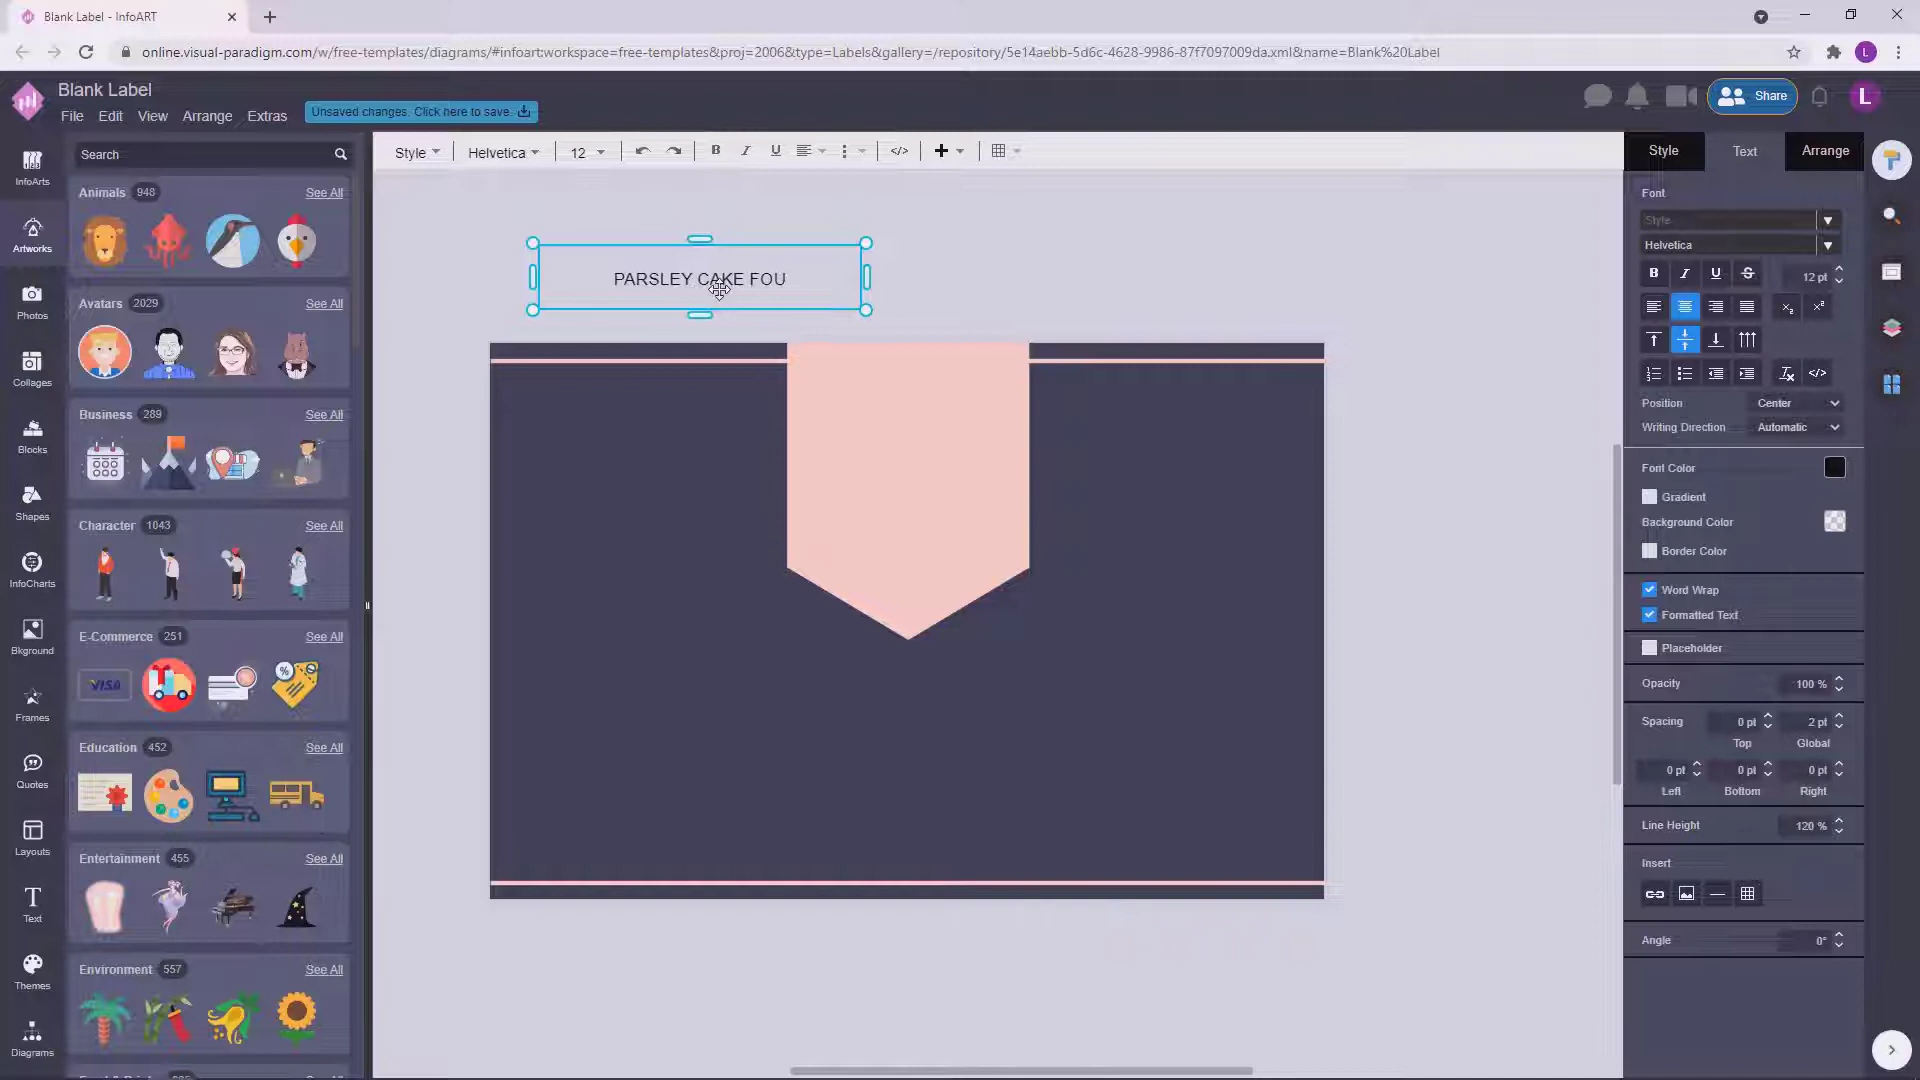 Blank Label - InfoART
online.visual-paradigm.com/w/free-templates/diagrams/#infoart:workspace=free-templates&proj=2006&type=Labels&gallery=/repository/5e14aebb-5d6c-4628-9986-87f7097009da.xml&name=Blank%20Label
L
Blank Label
File Edit View Arrange Extras
Unsaved changes. Click here to save.
Share
L
InfoArts
Artworks
Photos
Collages
Blocks
Shapes
InfoCharts
Bkground
Frames
Quotes
Layouts
Text
Themes
Diagrams
Search
Animals 948 See All
Avatars 2029 See All
Business 289 See All
Character 1043 See All
E-Commerce 251 See All
VISA
Education 452 See All
Entertainment 455 See All
Environment 557 See All
Style Helvetica 12 B I U
PARSLEY CAKE FOU
Style Text Arrange
Font
Style
Helvetica
B I U S 12 pt
Position Center
Writing Direction Automatic
Font Color
Gradient
Background Color
Border Color
Word Wrap
Formatted Text
Placeholder
Opacity 100 %
Spacing 0 pt 2 pt
Top Global
0 pt 0 pt 0 pt
Left Bottom Right
Line Height 120 %
Insert
Angle 0°